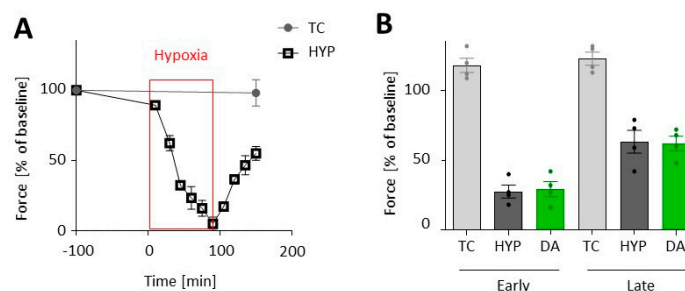 A
TC
HYP
Hypoxia
Force [% of baseline]
100
50
0
-100
0
100
200
Time [min]
B
Force [% of baseline]
100
50
0
TC HYP DA TC HYP DA
Early Late